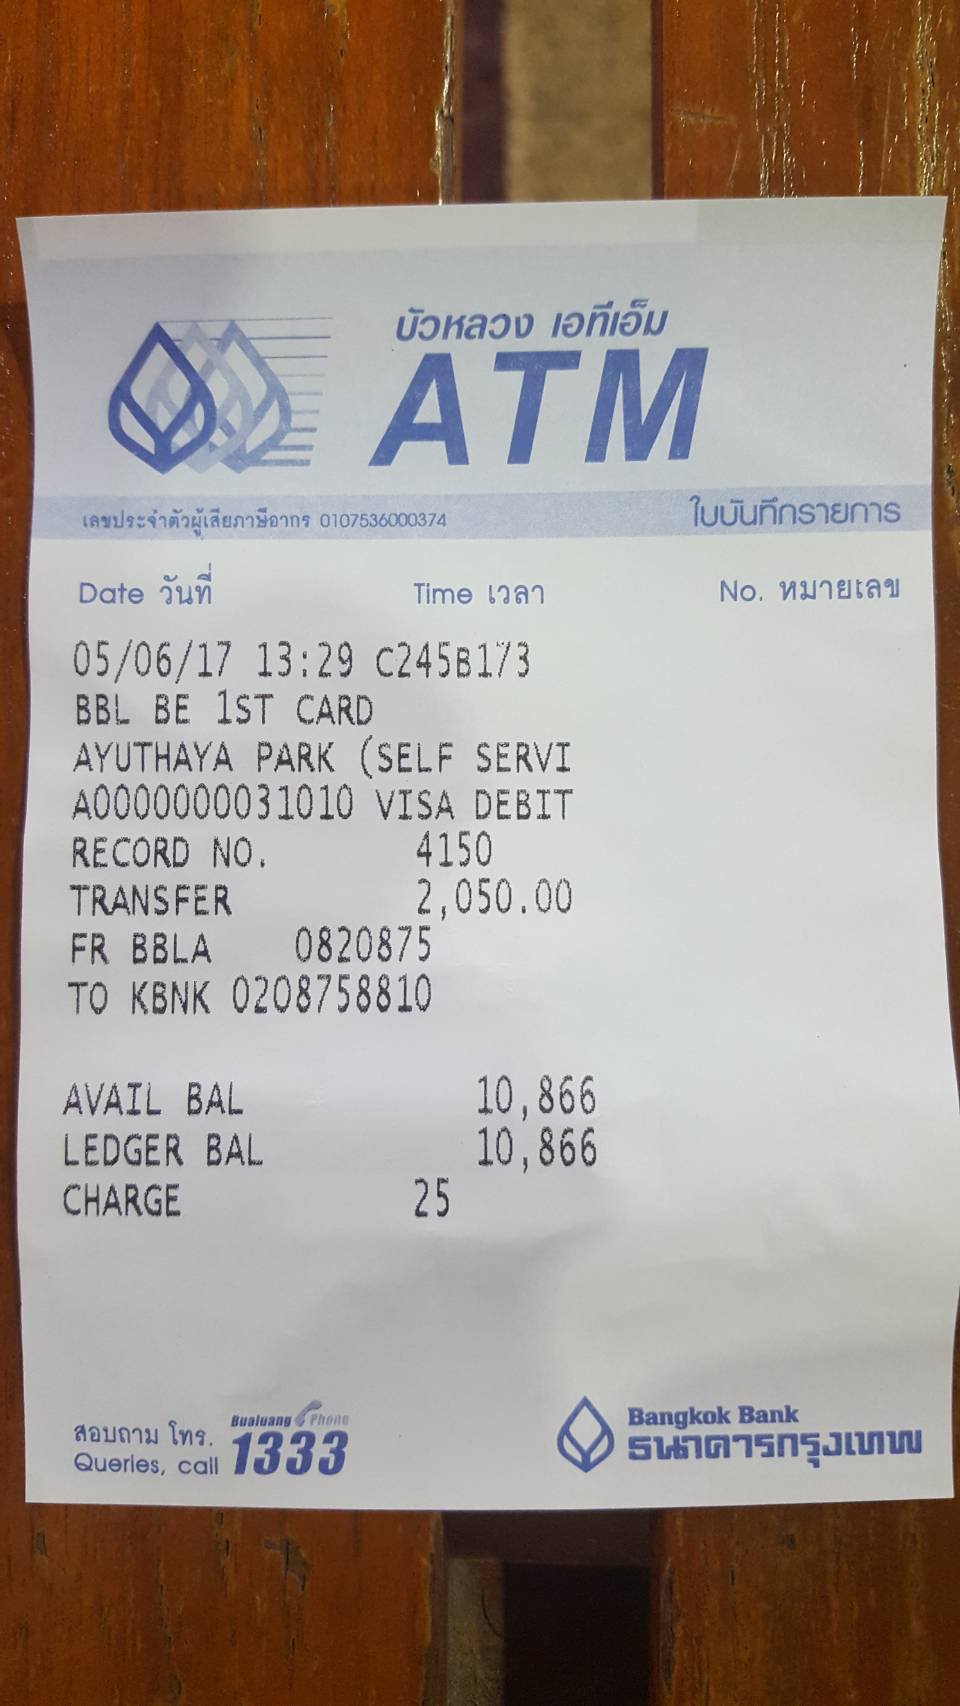 บัวหลวง เอทีเอ็ม
ATM
เลขประจำตัวผู้เสียภาษีอากร 0107536000374 ใบบันทึกรายการ
Date วันที่ Time เวลา No. หมายเลข
05/06/17 13:29 C245B173
BBL BE 1ST CARD
AYUTHAYA PARK (SELF SERVI
A0000000031010 VISA DEBIT
RECORD NO. 4150
TRANSFER 2,050.00
FR BBLA 0820875
TO KBNK 0208758810
AVAIL BAL 10,866
LEDGER BAL 10,866
CHARGE 25
สอบถาม โทร. Bualuang Phone
Queries, call 1333
Bangkok Bank
ธนาคารกรุงเทพ